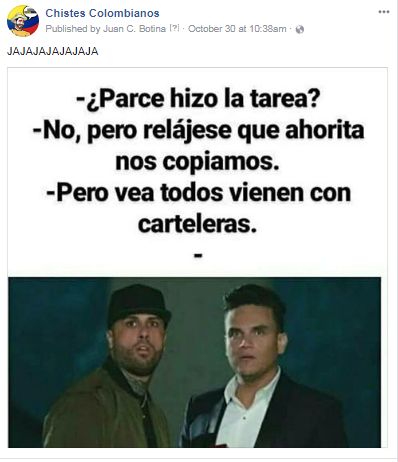 Chistes Colombianos
Published by Juan C. Botina [?] · October 30 at 10:38am ·
JAJAJAJAJAJAJA
-¿Parce hizo la tarea?
-No, pero relájese que ahorita
nos copiamos.
-Pero vea todos vienen con
carteleras.
-